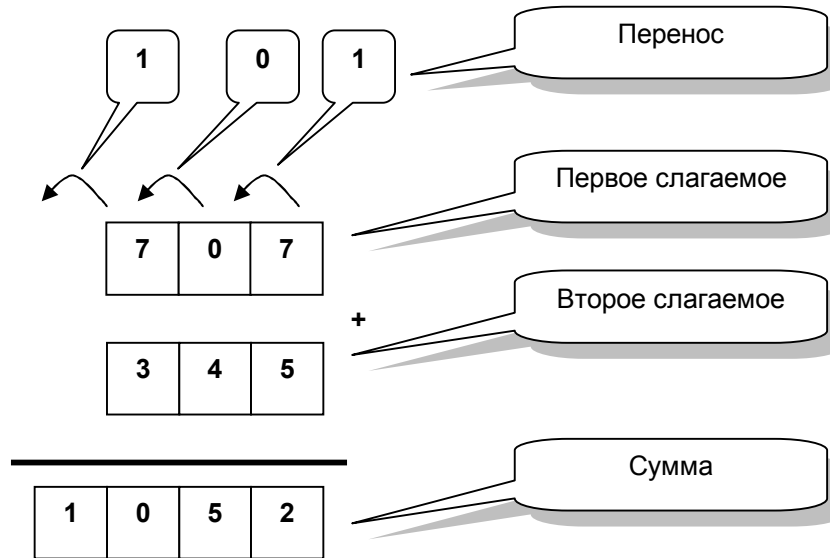 1 0 1 Перенос
7 0 7 Первое слагаемое
+
3 4 5 Второе слагаемое
1 0 5 2 Сумма